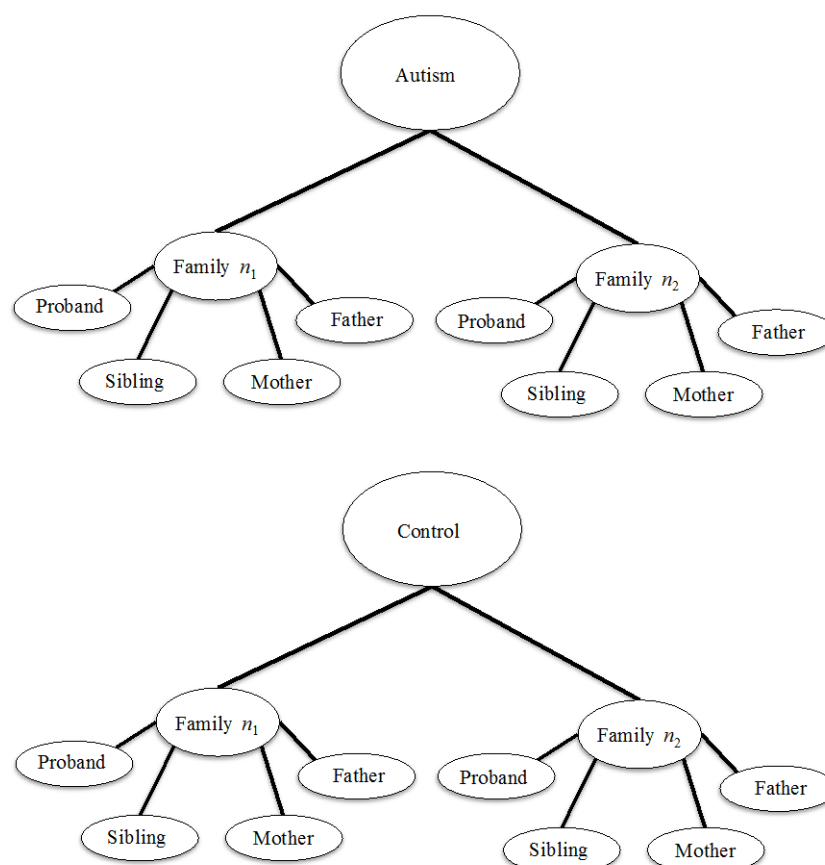 Autism
Family n₁
Family n₂
Proband
Father
Proband
Father
Sibling
Mother
Sibling
Mother
Control
Family n₁
Family n₂
Proband
Father
Proband
Father
Sibling
Mother
Sibling
Mother